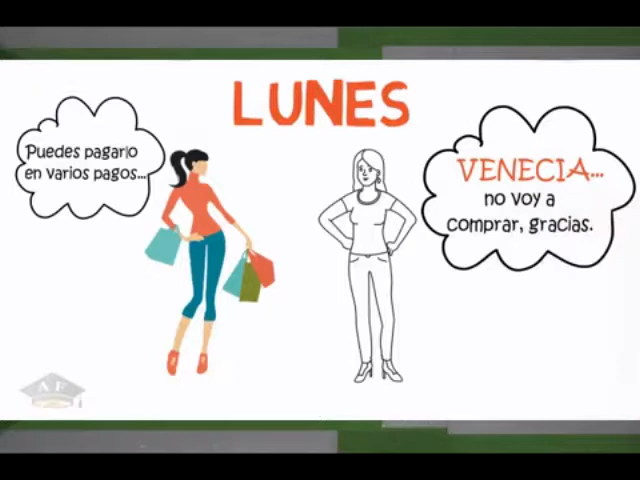 LUNES
Puedes pagarlo
en varios pagos...
VENECIA...
no voy a
comprar, gracias.
A F